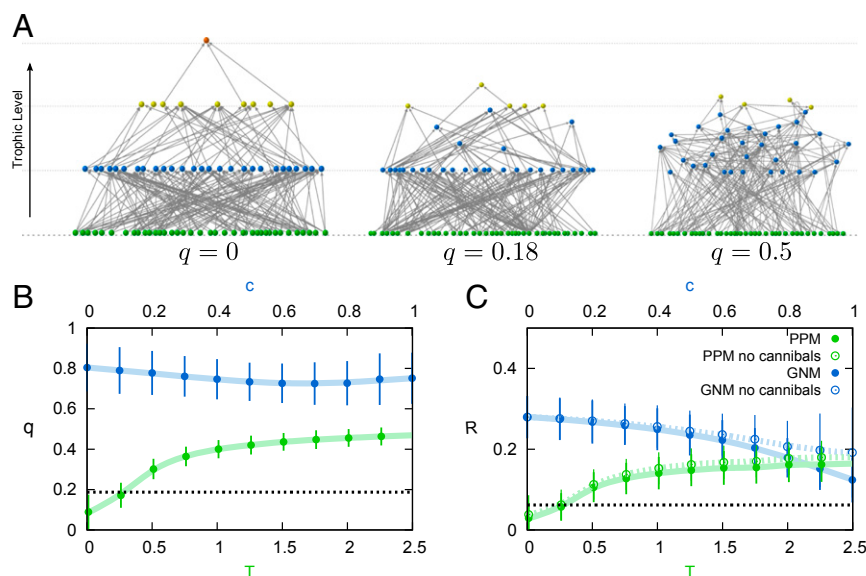 A
Trophic Level
q = 0
q = 0.18
q = 0.5
B
c
0 0.2 0.4 0.6 0.8 1
1
0.8
0.6
q
0.4
0.2
0
0 0.5 1 1.5 2 2.5
T
C
c
0 0.2 0.4 0.6 0.8 1
PPM
PPM no cannibals
GNM
GNM no cannibals
0.4
R
0.2
0
0 0.5 1 1.5 2 2.5
T